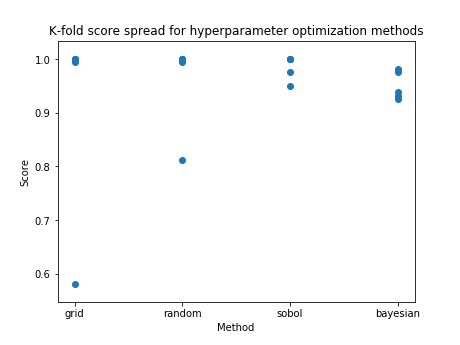 K-fold score spread for hyperparameter optimization methods
1.0
0.9
0.8
0.7
0.6
Score
grid random sobol bayesian
Method